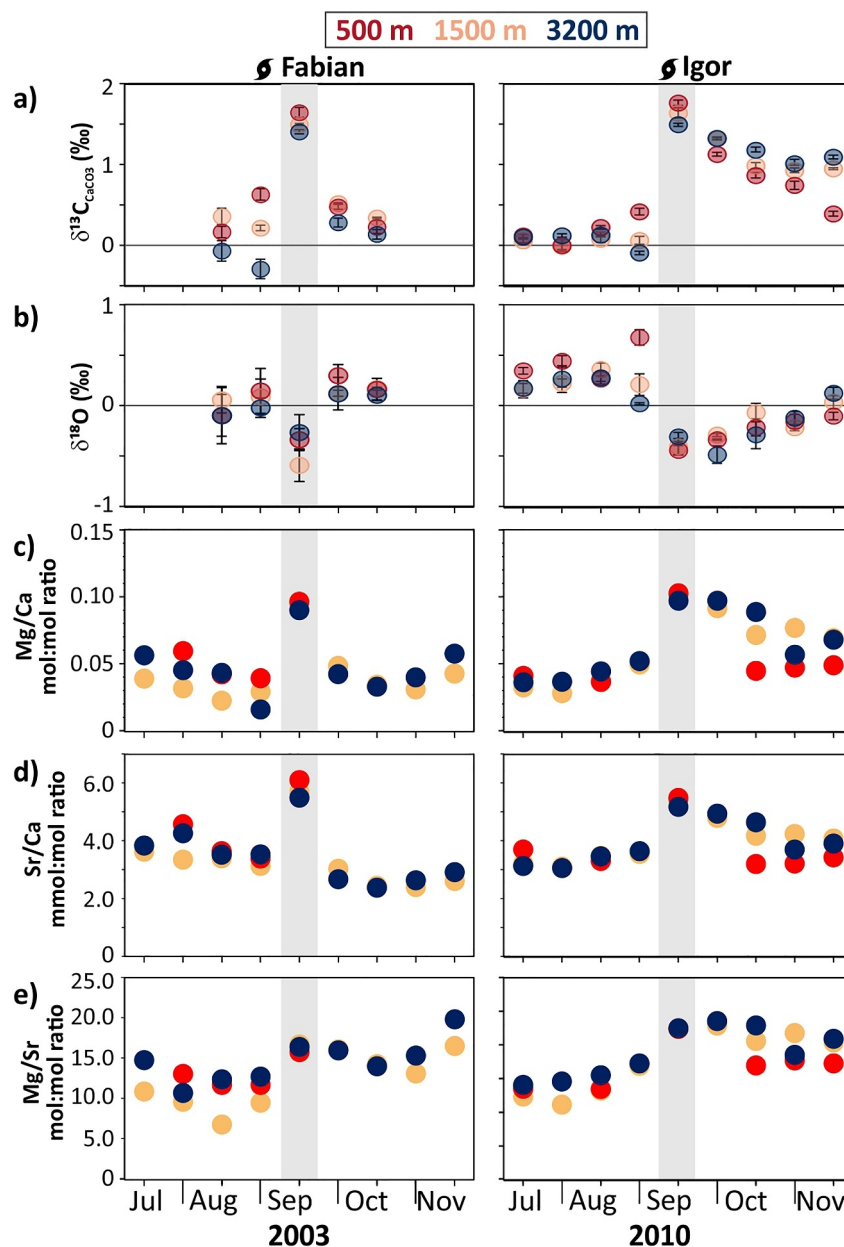 500 m 1500 m 3200 m
Fabian
Igor
a)
δ¹³C_CaCO3 (‰)
2
1
0
b)
δ¹⁸O (‰)
1
0
-1
c)
Mg/Ca
mol:mol ratio
0.15
0.10
0.05
0
d)
Sr/Ca
mmol:mol ratio
6.0
4.0
2.0
0
e)
Mg/Sr
mol:mol ratio
25.0
20.0
15.0
10.0
5.0
0
Jul Aug Sep Oct Nov
Jul Aug Sep Oct Nov
2003
2010